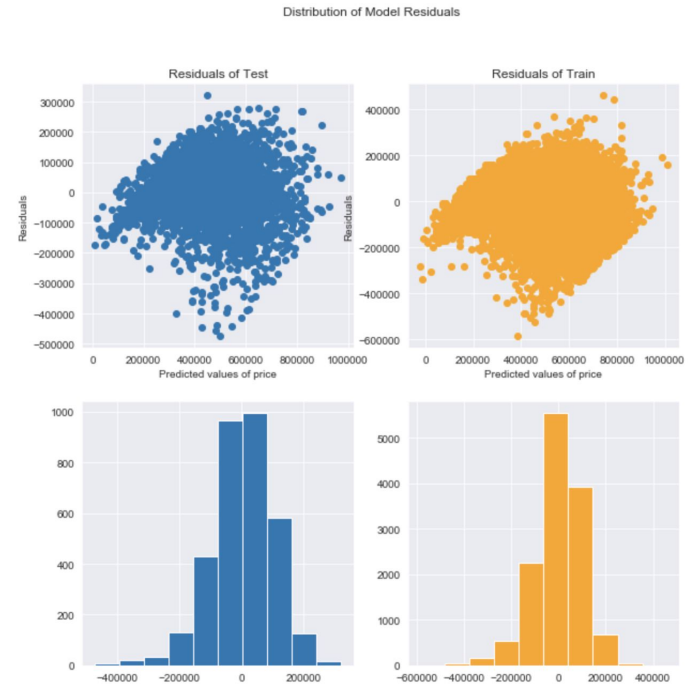 Distribution of Model Residuals
Residuals of Test
Residuals
300000
200000
100000
0
−100000
−200000
−300000
−400000
−500000
0 200000 400000 600000 800000 1000000
Predicted values of price
Residuals of Train
Residuals
400000
200000
0
−200000
−400000
−600000
0 200000 400000 600000 800000 1000000
Predicted values of price
1000
800
600
400
200
0
−400000 −200000 0 200000
5000
4000
3000
2000
1000
0
−600000 −400000 −200000 0 200000 400000